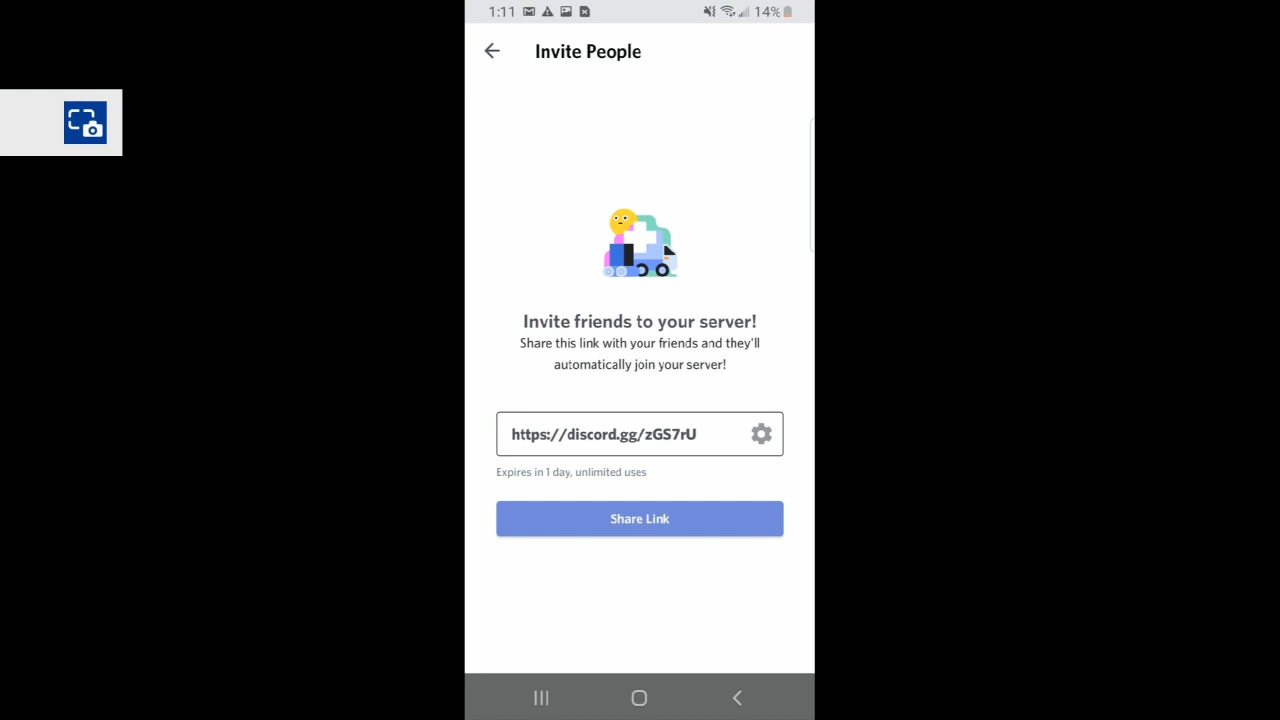 1:11
14%
Invite People
Invite friends to your server!
Share this link with your friends and they'll
automatically join your server!
https://discord.gg/zGS7rU
Expires in 1 day, unlimited uses
Share Link